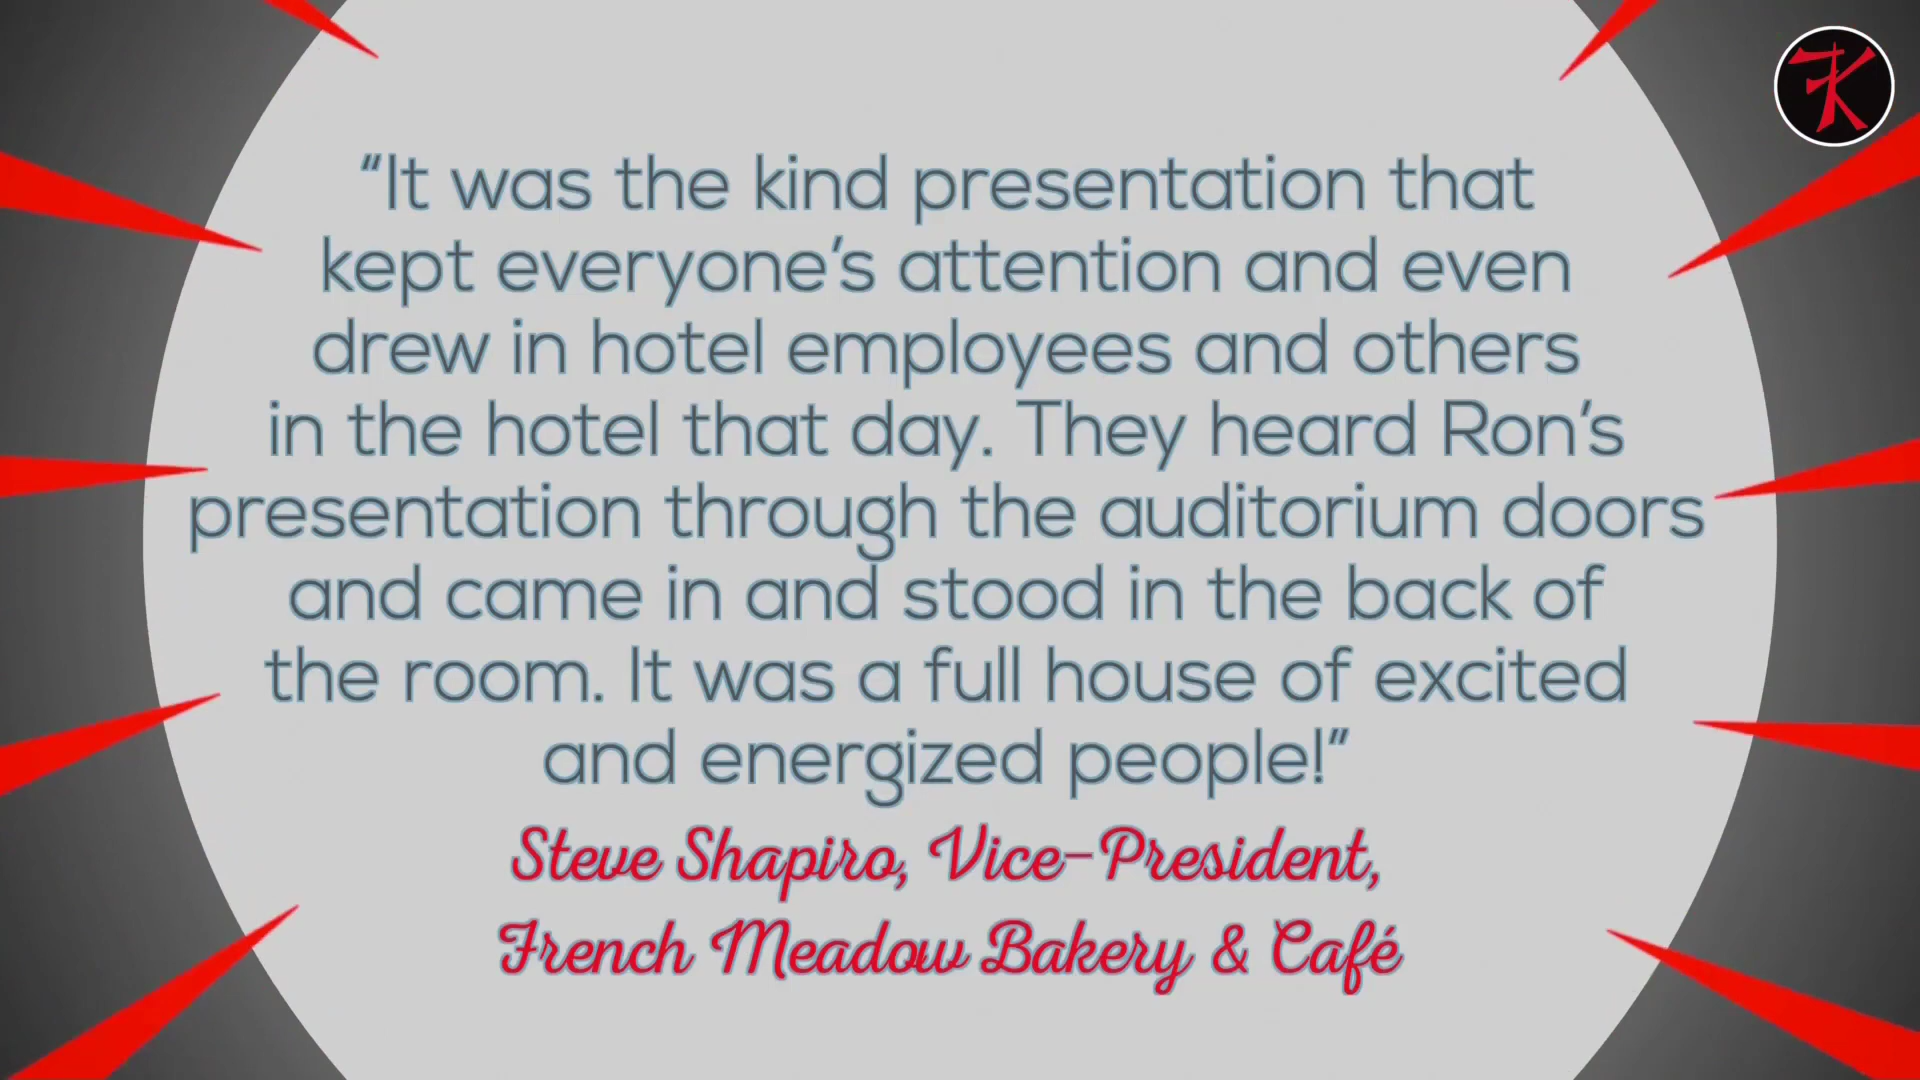 “It was the kind presentation that
kept everyone’s attention and even
drew in hotel employees and others
in the hotel that day. They heard Ron’s
presentation through the auditorium doors
and came in and stood in the back of
the room. It was a full house of excited
and energized people!”
Steve Shapiro, Vice-President,
French Meadow Bakery & Café